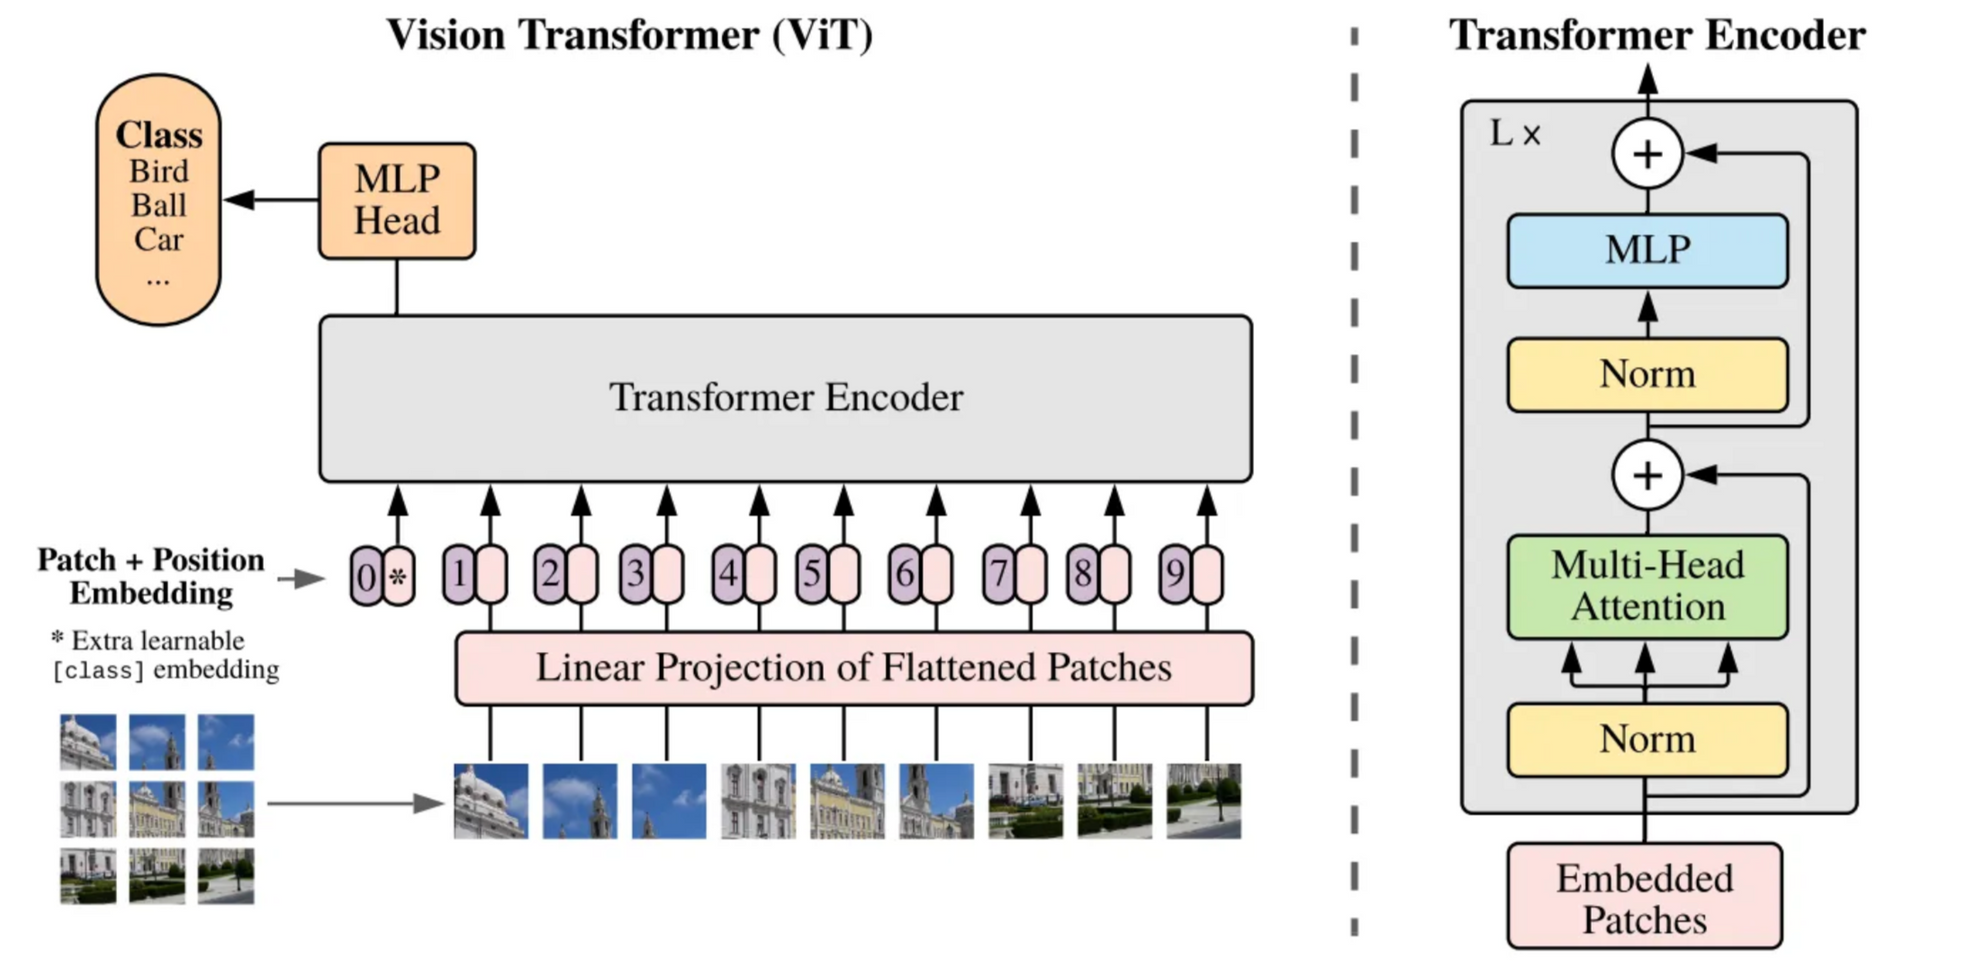 Vision Transformer (ViT)
Class
Bird
Ball
Car
...
MLP
Head
Transformer Encoder
Patch + Position
Embedding
* Extra learnable
[class] embedding
0 * 1 2 3 4 5 6 7 8 9
Linear Projection of Flattened Patches
Transformer Encoder
L ×
+
MLP
Norm
+
Multi-Head
Attention
Norm
Embedded
Patches